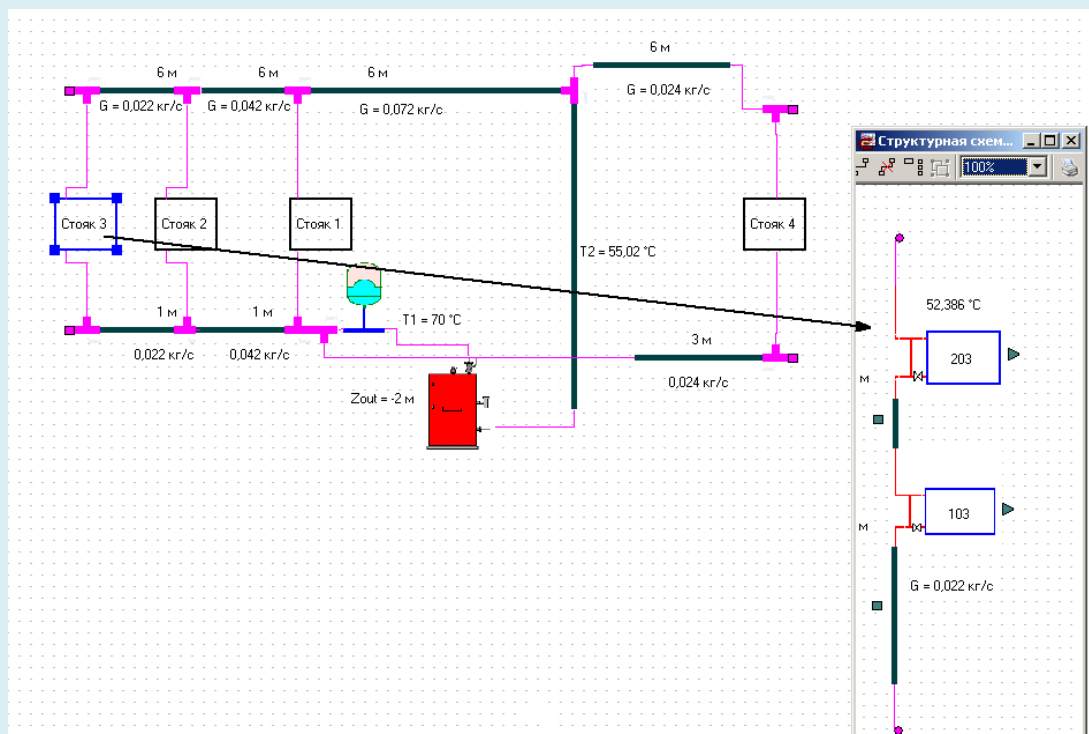 6 м
6 м 6 м 6 м
G = 0,022 кг/с G = 0,042 кг/с G = 0,072 кг/с
G = 0,024 кг/с
Стояк 3
Стояк 2
Стояк 1
Стояк 4
T2 = 55,02 °C
1 м 1 м
T1 = 70 °C
0,022 кг/с 0,042 кг/с
3 м
0,024 кг/с
Zout = -2 м
Структурная схем...
100%
52,386 °C
203
м
103
м
G = 0,022 кг/с